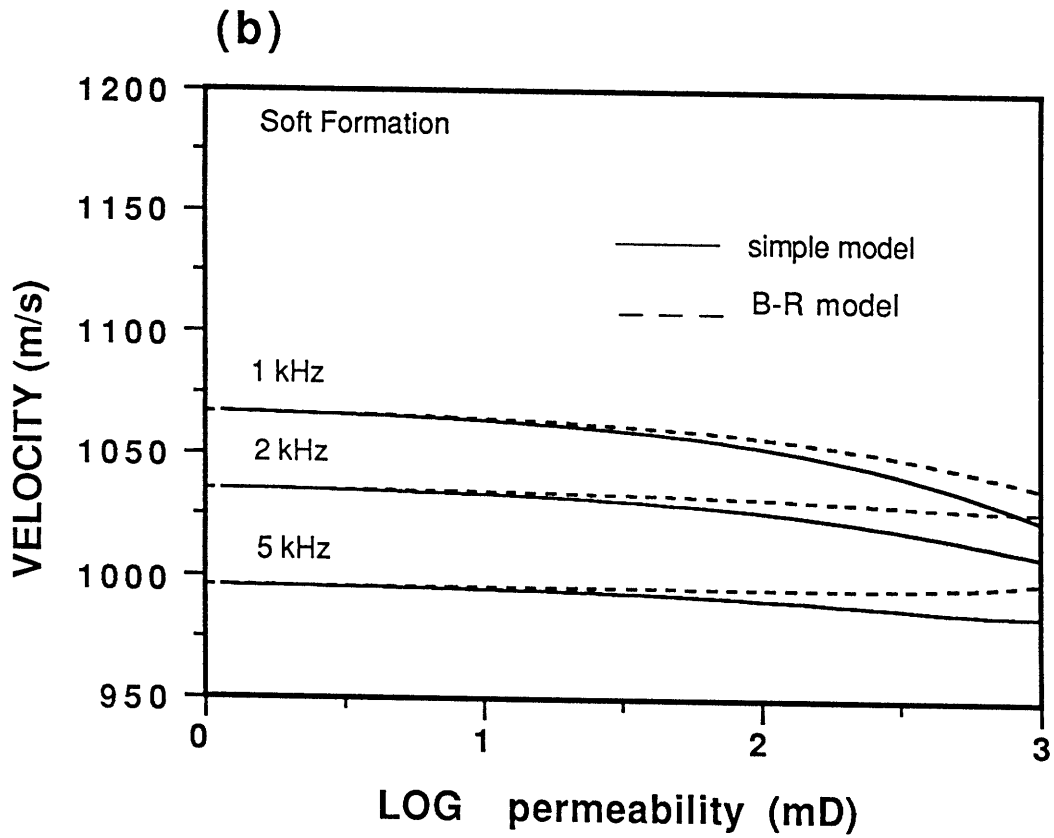 (b)
1200
Soft Formation
1150
simple model
B-R model
1100
1 kHz
1050
2 kHz
5 kHz
1000
950
VELOCITY (m/s)
0 1 2 3
LOG permeability (mD)